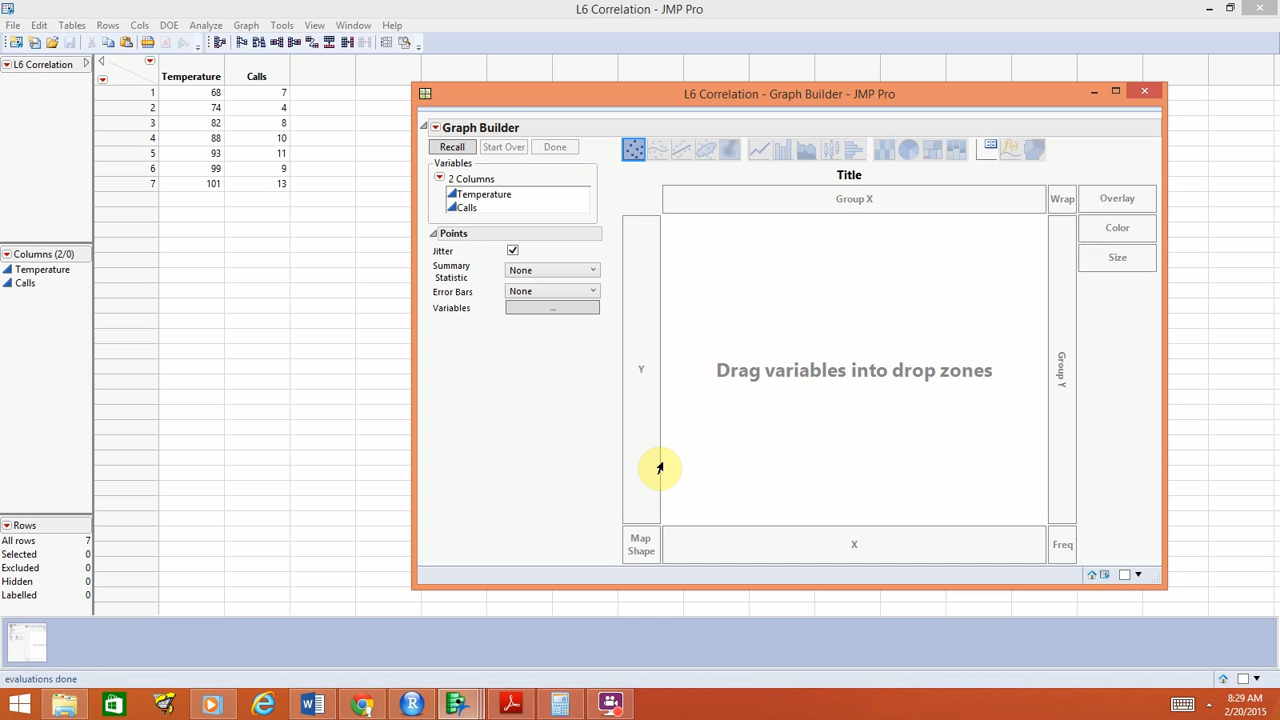 L6 Correlation - JMP Pro
File Edit Tables Rows Cols DOE Analyze Graph Tools View Window Help
L6 Correlation
Temperature Calls
1 68 7
2 74 4
3 82 8
4 88 10
5 93 11
6 99 9
7 101 13
Columns (2/0)
Temperature
Calls
Rows
All rows 7
Selected 0
Excluded 0
Hidden 0
Labelled 0
L6 Correlation - Graph Builder - JMP Pro
Graph Builder
Recall Start Over Done
Variables
2 Columns
Temperature
Calls
Points
Jitter
Summary Statistic None
Error Bars None
Variables ...
Title
Group X Wrap Overlay
Color
Size
Y
Drag variables into drop zones
Group Y
Map Shape
X
Freq
evaluations done
8:29 AM
2/20/2015